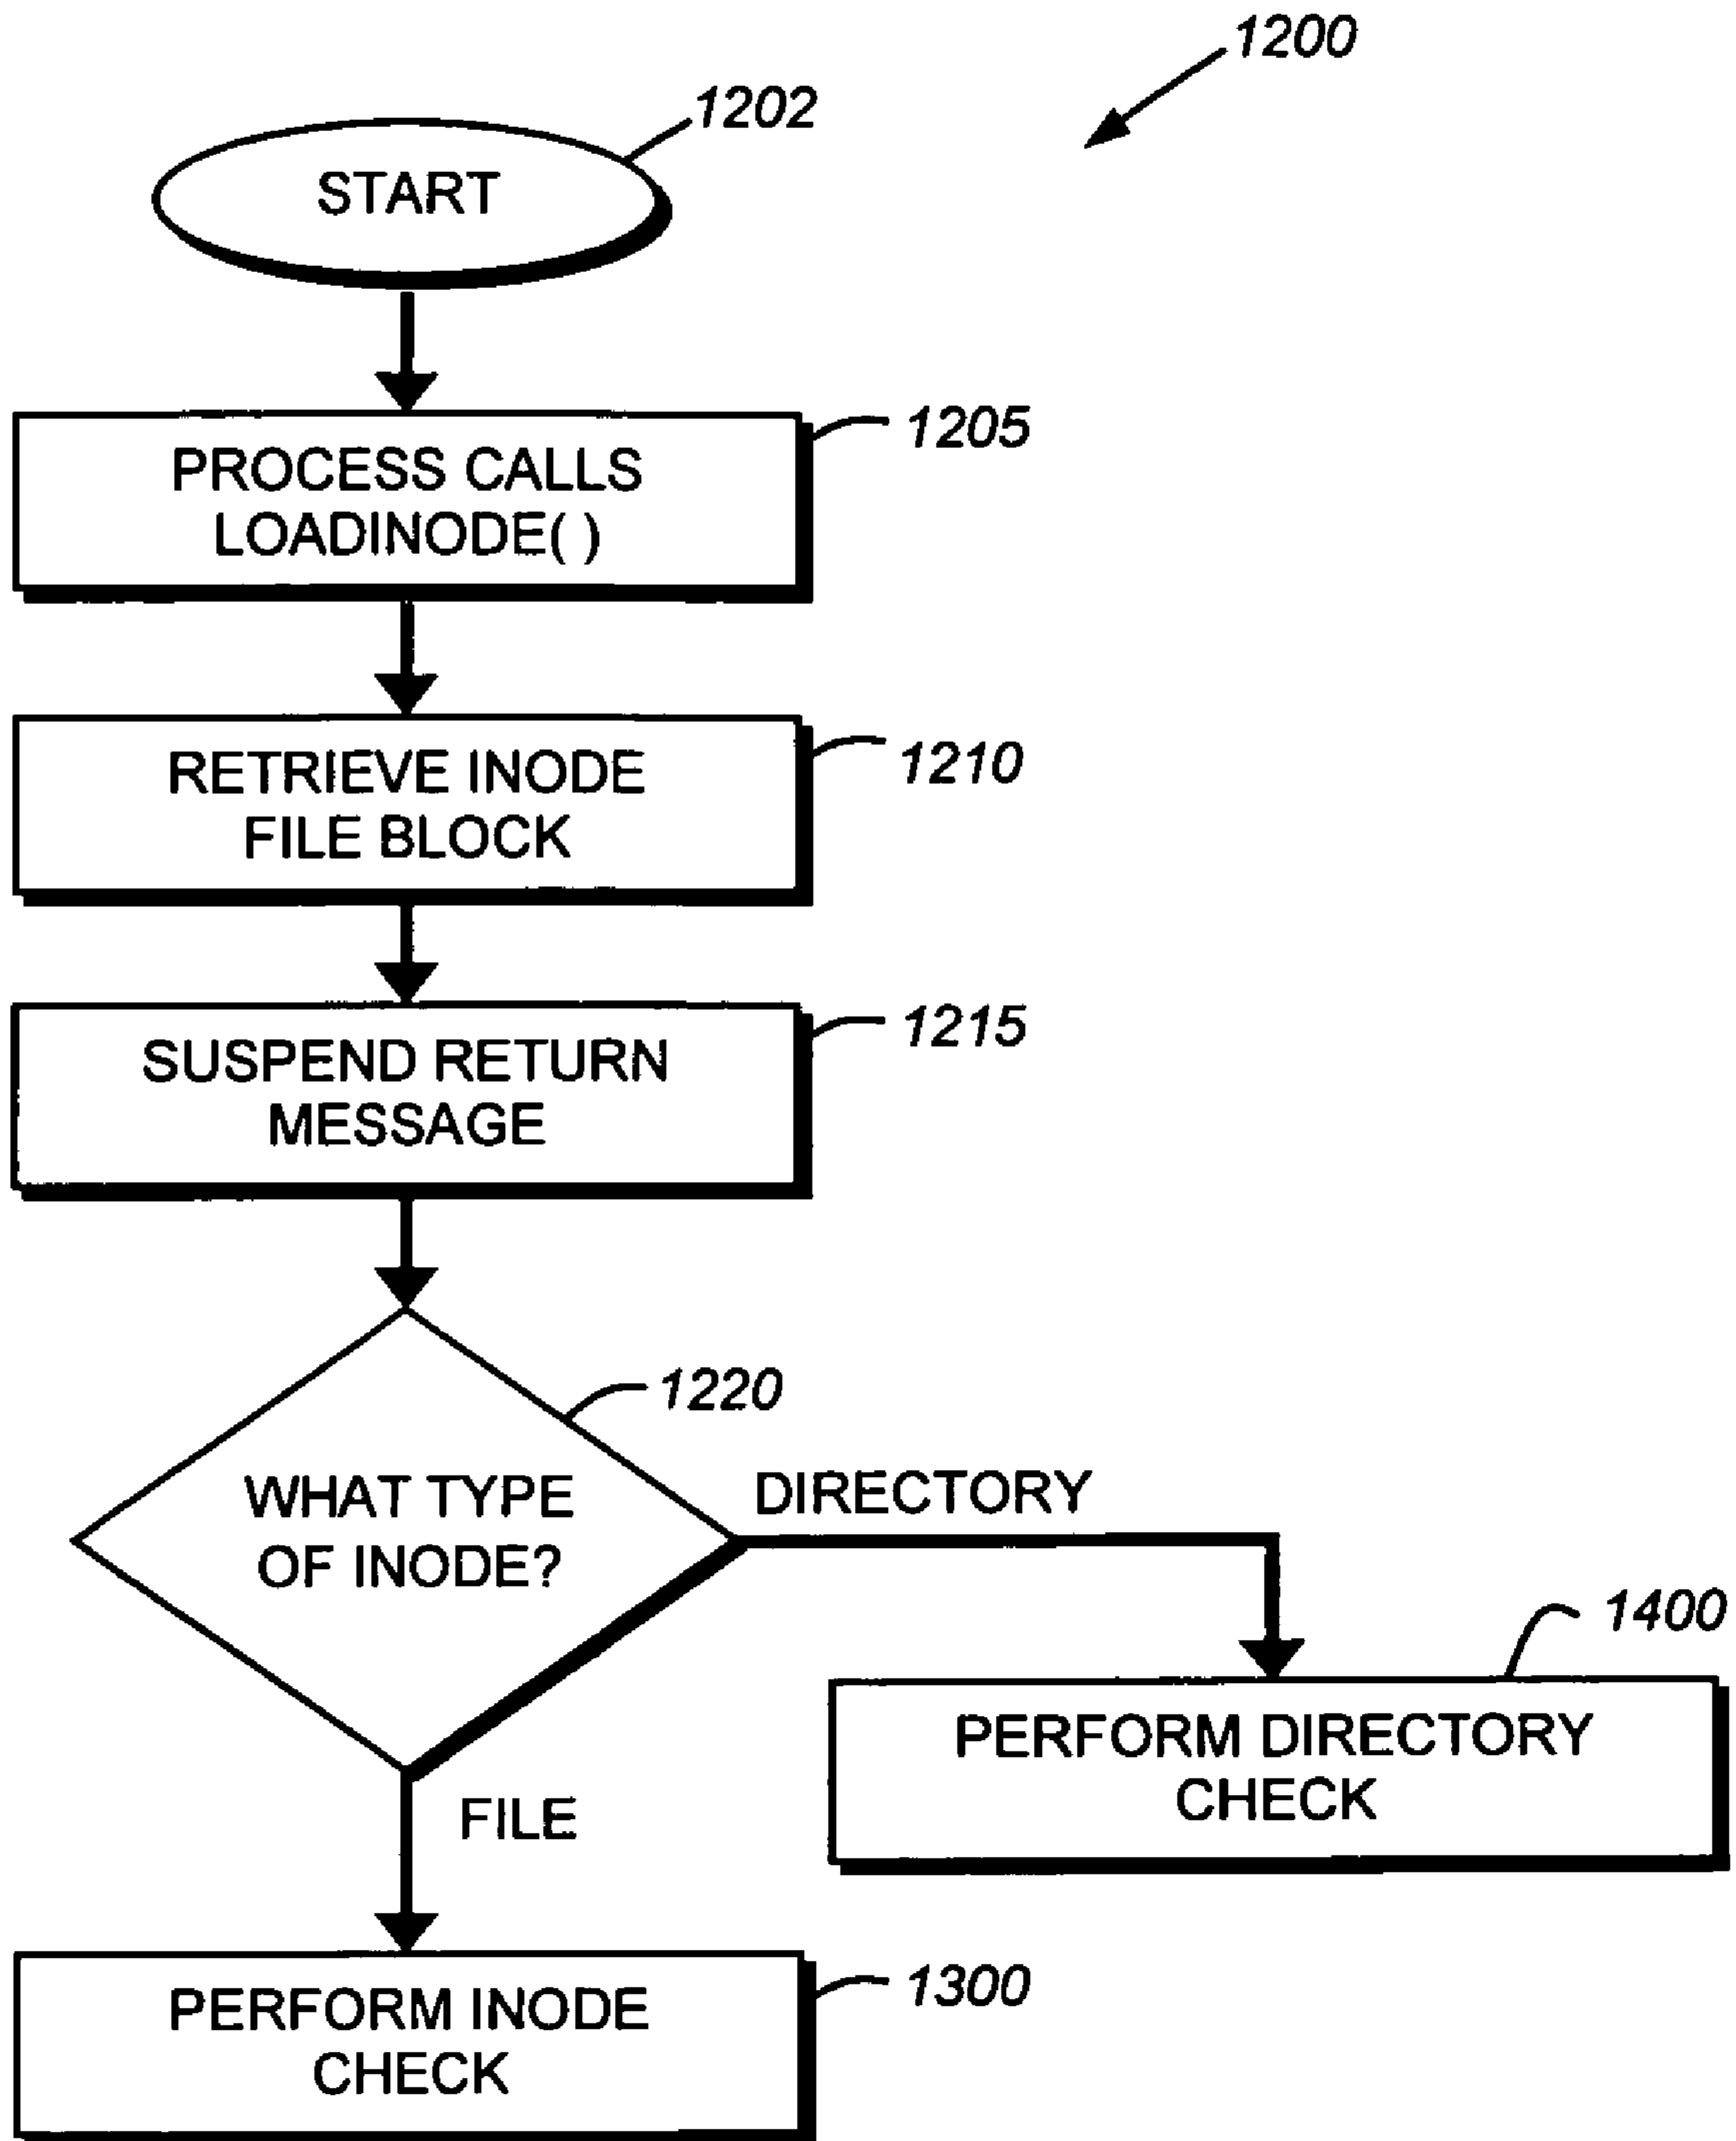 1200
1202
START
1205
PROCESS CALLS
LOADINODE( )
1210
RETRIEVE INODE
FILE BLOCK
1215
SUSPEND RETURN
MESSAGE
1220
WHAT TYPE
OF INODE?
DIRECTORY
1400
PERFORM DIRECTORY
CHECK
FILE
1300
PERFORM INODE
CHECK